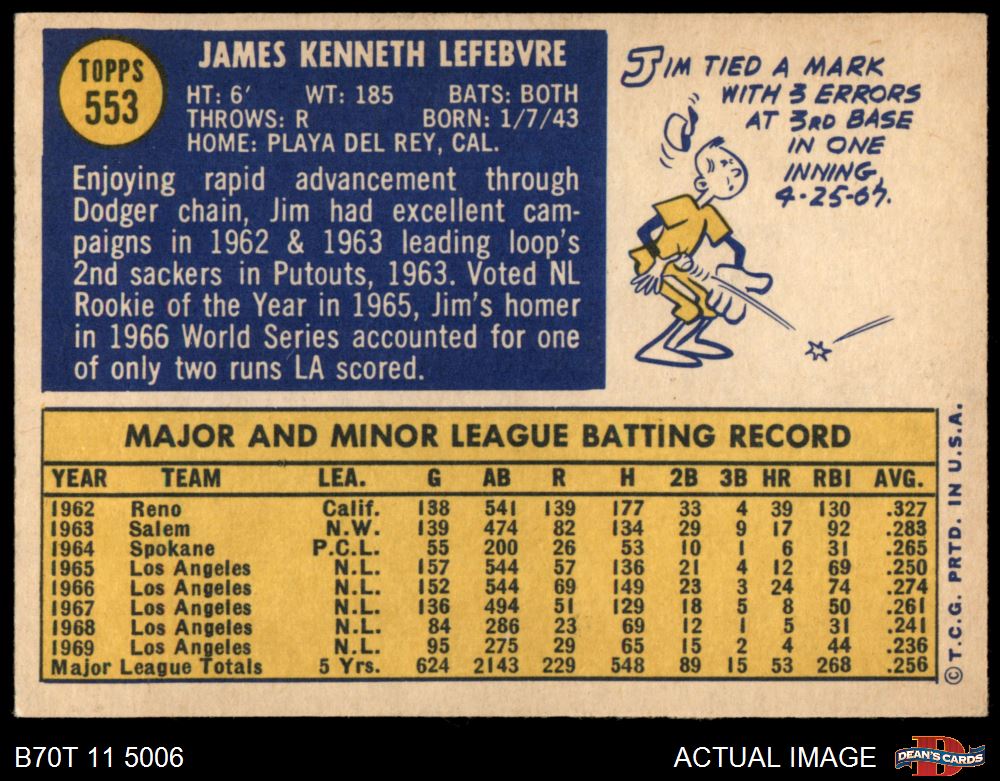 TOPPS
553
JAMES KENNETH LEFEBVRE
HT: 6' WT: 185 BATS: BOTH
THROWS: R BORN: 1/7/43
HOME: PLAYA DEL REY, CAL.
Enjoying rapid advancement through
Dodger chain, Jim had excellent cam-
paigns in 1962 & 1963 leading loop's
2nd sackers in Putouts, 1963. Voted NL
Rookie of the Year in 1965, Jim's homer
in 1966 World Series accounted for one
of only two runs LA scored.
JIM TIED A MARK
WITH 3 ERRORS
AT 3RD BASE
IN ONE
INNING,
4-25-67.
MAJOR AND MINOR LEAGUE BATTING RECORD
YEAR TEAM LEA. G AB R H 2B 3B HR RBI AVG.
1962 Reno Calif. 138 541 139 177 33 4 39 130 .327
1963 Salem N.W. 139 474 82 134 29 9 17 92 .283
1964 Spokane P.C.L. 55 200 26 53 10 1 6 31 .265
1965 Los Angeles N.L. 157 544 57 136 21 4 12 69 .250
1966 Los Angeles N.L. 152 544 69 149 23 3 24 74 .274
1967 Los Angeles N.L. 136 494 51 129 18 5 8 50 .261
1968 Los Angeles N.L. 84 286 23 69 12 1 5 31 .241
1969 Los Angeles N.L. 95 275 29 65 15 2 4 44 .236
Major League Totals 5 Yrs. 624 2143 229 548 89 15 53 268 .256
© T.C.G. PRTD. IN U.S.A.
B70T 11 5006
ACTUAL IMAGE
D
DEAN'S CARDS